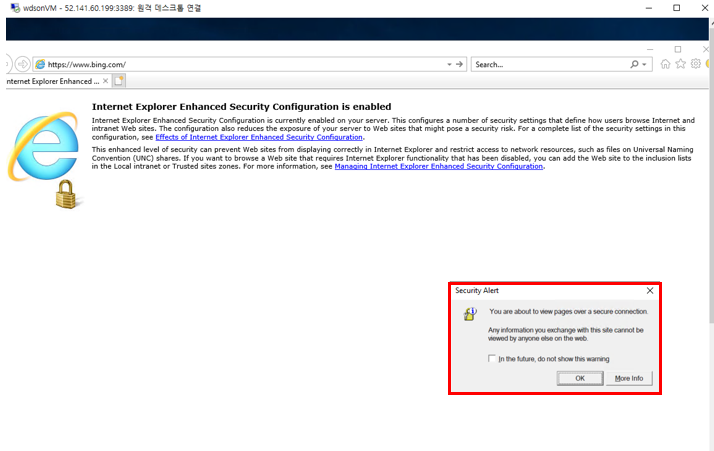 wdsonVM - 52.141.60.199:3389: 원격 데스크톱 연결
https://www.bing.com/
Search...
nternet Explorer Enhanced ...
Internet Explorer Enhanced Security Configuration is enabled
Internet Explorer Enhanced Security Configuration is currently enabled on your server. This configures a number of security settings that define how users browse Internet and
intranet Web sites. The configuration also reduces the exposure of your server to Web sites that might pose a security risk. For a complete list of the security settings in this
configuration, see Effects of Internet Explorer Enhanced Security Configuration.
This enhanced level of security can prevent Web sites from displaying correctly in Internet Explorer and restrict access to network resources, such as files on Universal Naming
Convention (UNC) shares. If you want to browse a Web site that requires Internet Explorer functionality that has been disabled, you can add the Web site to the inclusion lists
in the Local intranet or Trusted sites zones. For more information, see Managing Internet Explorer Enhanced Security Configuration.
Security Alert
You are about to view pages over a secure connection.
Any information you exchange with this site cannot be
viewed by anyone else on the web.
In the future, do not show this warning
OK
More Info